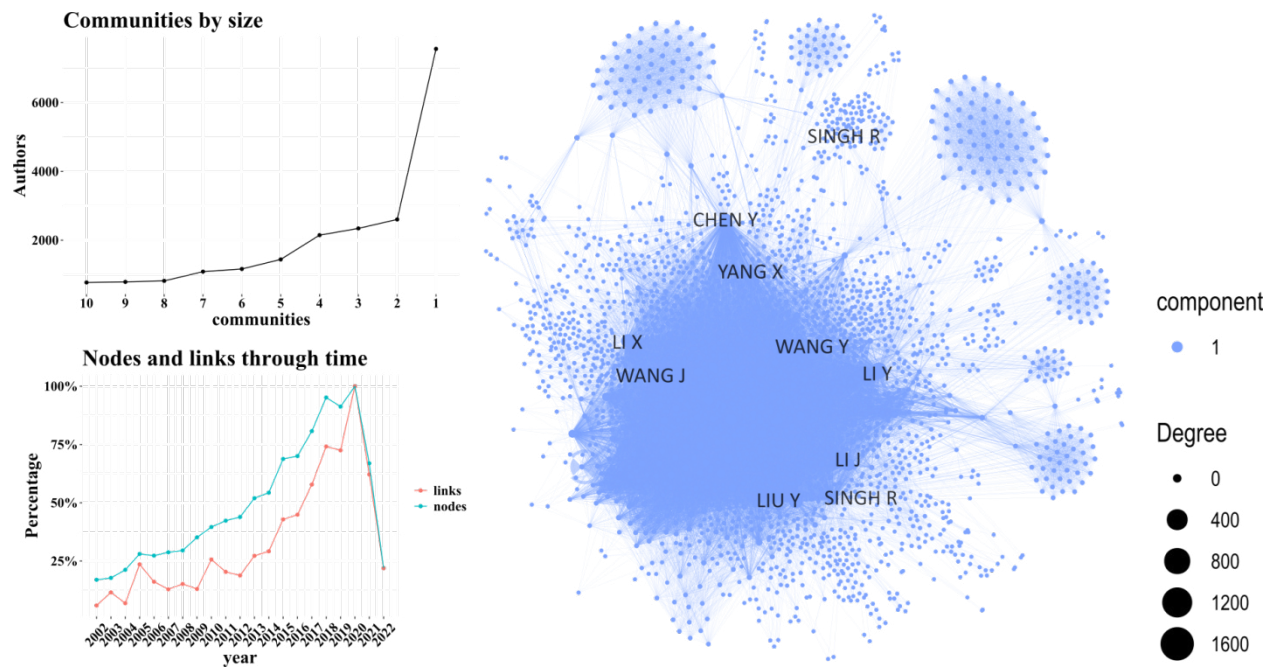 Communities by size
Authors
6000
4000
2000
10 9 8 7 6 5 4 3 2 1
communities
Nodes and links through time
Percentage
100%
75%
50%
25%
2002 2003 2004 2005 2006 2007 2008 2009 2010 2011 2012 2013 2014 2015 2016 2017 2018 2019 2020 2021 2022
year
links
nodes
SINGH R
CHEN Y
YANG X
LI X
WANG Y
WANG J
LI Y
LI J
LIU Y
SINGH R
component
1
Degree
0
400
800
1200
1600